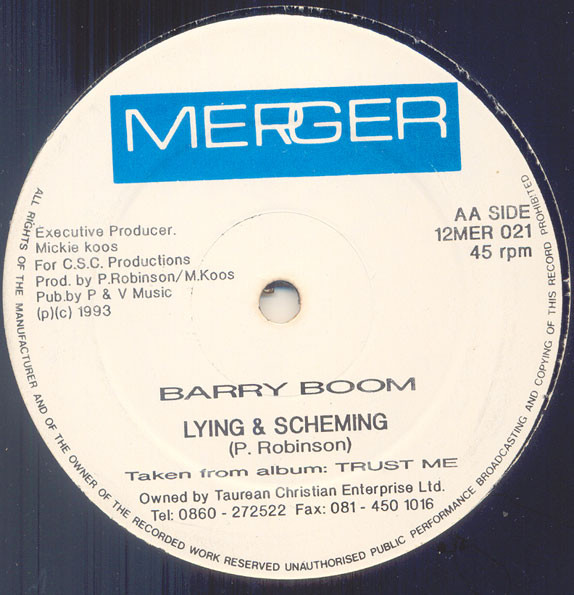 MERGER
AA SIDE
12MER 021
45 rpm
Executive Producer.
Mickie koos
For C.S.C. Productions
Prod. by P.Robinson/M.Koos
Pub.by P & V Music
(p)(c) 1993
BARRY BOOM
LYING & SCHEMING
(P. Robinson)
Taken from album: TRUST ME
Owned by Taurean Christian Enterprise Ltd.
Tel: 0860 - 272522 Fax: 081 - 450 1016
ALL RIGHTS OF THE MANUFACTURER AND OF THE OWNER OF THE RECORDED WORK RESERVED UNAUTHORISED PUBLIC PERFORMANCE BROADCASTING AND COPYING OF THIS RECORD PROHIBITED